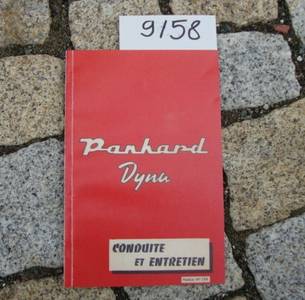 9158
Panhard
Dyna
CONDUITE
ET ENTRETIEN